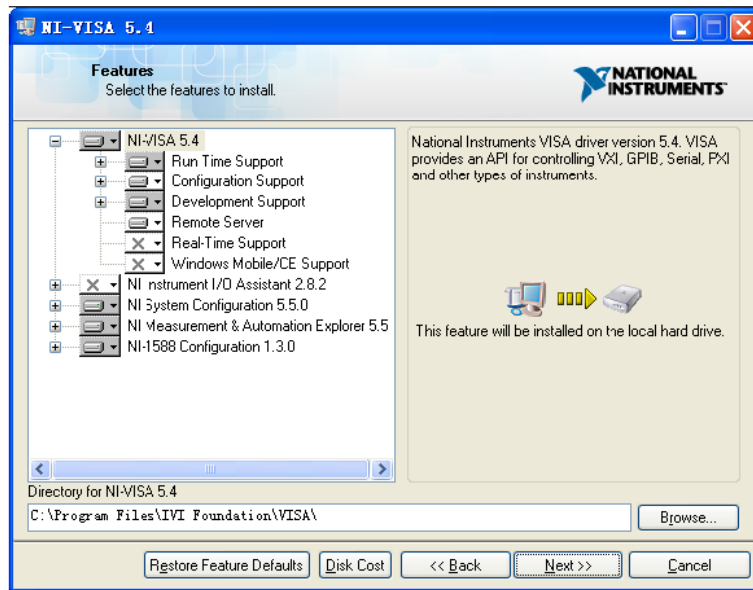 NI-VISA 5.4
Features
Select the features to install.
NATIONAL
INSTRUMENTS
NI-VISA 5.4
Run Time Support
Configuration Support
Development Support
Remote Server
Real-Time Support
Windows Mobile/CE Support
NI Instrument I/O Assistant 2.8.2
NI System Configuration 5.5.0
NI Measurement & Automation Explorer 5.5
NI-1588 Configuration 1.3.0
National Instruments VISA driver version 5.4. VISA
provides an API for controlling VXI, GPIB, Serial, PXI
and other types of instruments.
This feature will be installed on the local hard drive.
Directory for NI-VISA 5.4
C:\Program Files\IVI Foundation\VISA\
Browse...
Restore Feature Defaults
Disk Cost
<< Back
Next >>
Cancel